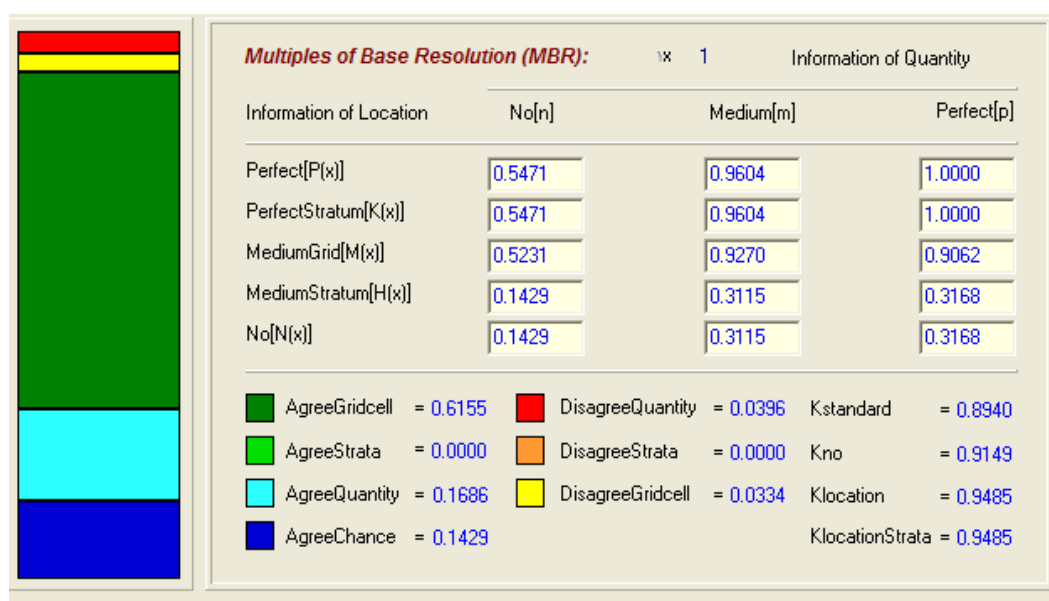 Multiples of Base Resolution (MBR): 1x 1 Information of Quantity
Information of Location No[n] Medium[m] Perfect[p]
Perfect[P(x)] 0.5471 0.9604 1.0000
PerfectStratum[K(x)] 0.5471 0.9604 1.0000
MediumGrid[M(x)] 0.5231 0.9270 0.9062
MediumStratum[H(x)] 0.1429 0.3115 0.3168
No[N(x)] 0.1429 0.3115 0.3168
AgreeGridcell = 0.6155 DisagreeQuantity = 0.0396 Kstandard = 0.8940
AgreeStrata = 0.0000 DisagreeStrata = 0.0000 Kno = 0.9149
AgreeQuantity = 0.1686 DisagreeGridcell = 0.0334 Klocation = 0.9485
AgreeChance = 0.1429 KlocationStrata = 0.9485